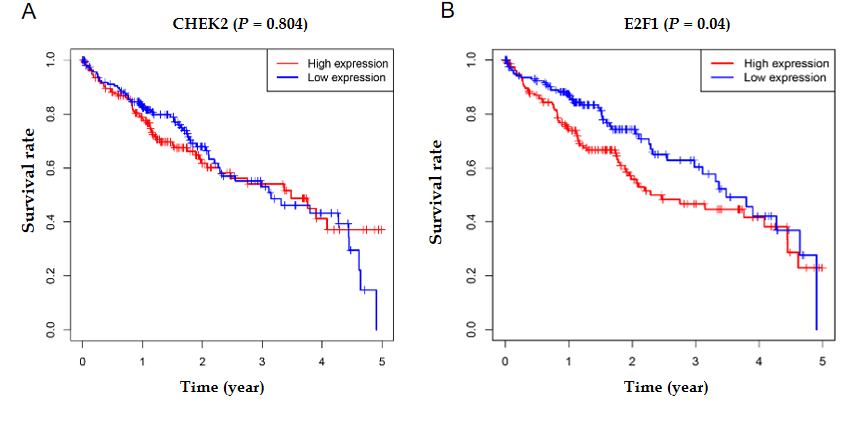 A
CHEK2 (P = 0.804)
High expression
Low expression
1.0
0.8
0.6
0.4
0.2
0.0
Survival rate
0 1 2 3 4 5
Time (year)
B
E2F1 (P = 0.04)
High expression
Low expression
1.0
0.8
0.6
0.4
0.2
0.0
Survival rate
0 1 2 3 4 5
Time (year)